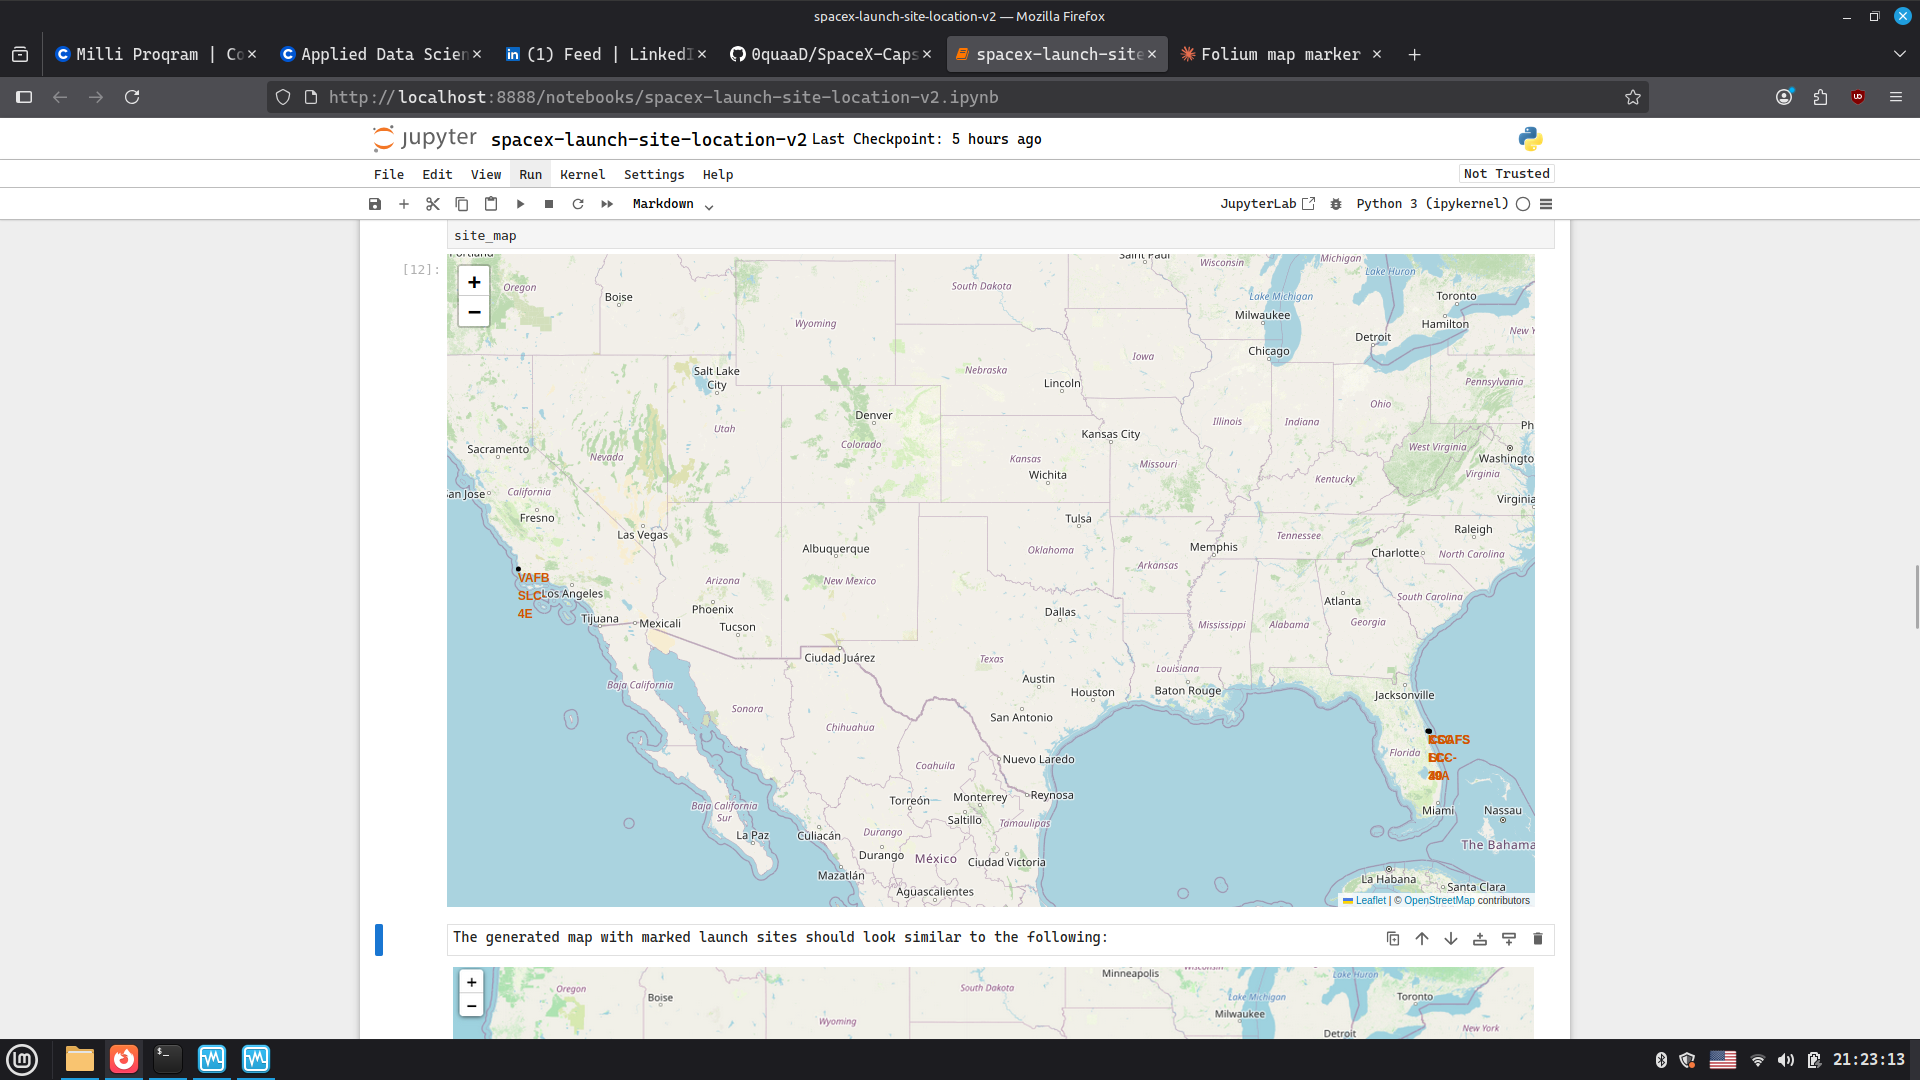 spacex-launch-site-location-v2 — Mozilla Firefox
Milli Proqram | Co
Applied Data Scien
(1) Feed | LinkedI
0quaaD/SpaceX-Caps
spacex-launch-site
Folium map marker
http://localhost:8888/notebooks/spacex-launch-site-location-v2.ipynb
jupyter spacex-launch-site-location-v2 Last Checkpoint: 5 hours ago
File Edit View Run Kernel Settings Help
Not Trusted
Markdown
JupyterLab
Python 3 (ipykernel)
site_map
[12]:
+
−
Portland
Oregon
Boise
Wyoming
South Dakota
Saint Paul
Wisconsin
Michigan
Lake Huron
Lake Michigan
Milwaukee
Toronto
Hamilton
New Y
Detroit
Chicago
Iowa
Salt Lake
City
Nebraska
Lincoln
Pennsylvania
Denver
Ohio
Utah
Colorado
Illinois
Indiana
Ph
Kansas City
Sacramento
Nevada
Kansas
Missouri
West Virginia
Washingto
Wichita
Virginia
Kentucky
an Jose
California
Virginia
Fresno
Las Vegas
Tulsa
Raleigh
Albuquerque
Oklahoma
Memphis
Tennessee
Charlotte
North Carolina
Arkansas
VAFB
SLC-
4E
Los Angeles
Arizona
New Mexico
Phoenix
Tucson
Tijuana
Mexicali
Dallas
Atlanta
South Carolina
Mississippi
Alabama
Georgia
Ciudad Juárez
Texas
Louisiana
Baja California
Austin
Houston
Baton Rouge
Jacksonville
Sonora
San Antonio
Chihuahua
CCAFS
Florida
Nuevo Laredo
Coahuila
Torreón
Monterrey
Reynosa
Baja California
Sur
Saltillo
Tamaulipas
Miami
Nassau
La Paz
Culiacán
Durango
The Bahama
Durango
México
Ciudad Victoria
Mazatlán
Aguascalientes
La Habana
Santa Clara
Leaflet | © OpenStreetMap contributors
The generated map with marked launch sites should look similar to the following:
+
−
Oregon
Boise
Wyoming
South Dakota
Minneapolis
Wisconsin
Lake Huron
Lake Michigan
Milwaukee
Toronto
New York
Detroit
21:23:13